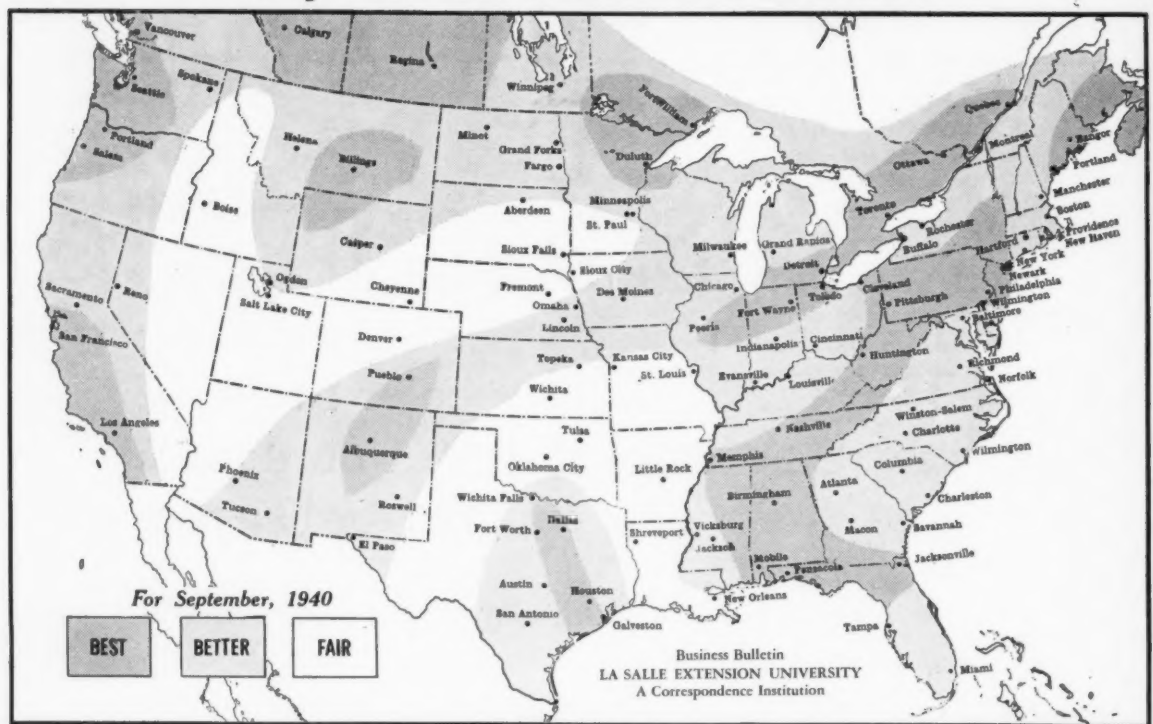 Vancouver
Calgary
Regina
Winnipeg
Fort William
Quebec
Seattle
Spokane
Portland
Salem
Helena
Billings
Minot
Grand Forks
Fargo
Duluth
Ottawa
Montreal
Bangor
Portland
Manchester
Boston
Boise
Casper
Aberdeen
Minneapolis
St. Paul
Toronto
Rochester
Buffalo
Hartford
Providence
New Haven
New York
Newark
Philadelphia
Wilmington
Baltimore
Sioux Falls
Sioux City
Milwaukee
Grand Rapids
Detroit
Chicago
Toledo
Cleveland
Pittsburgh
Sacramento
Reno
Ogden
Salt Lake City
Cheyenne
Fremont
Omaha
Lincoln
Des Moines
Peoria
Fort Wayne
Indianapolis
Cincinnati
Huntington
Richmond
Norfolk
San Francisco
Denver
Pueblo
Topeka
Kansas City
Wichita
St. Louis
Evansville
Louisville
Winston-Salem
Charlotte
Wilmington
Los Angeles
Albuquerque
Tulsa
Oklahoma City
Little Rock
Memphis
Nashville
Columbia
Charleston
Phoenix
Tucson
Roswell
El Paso
Wichita Falls
Fort Worth
Dallas
Shreveport
Vicksburg
Jackson
Birmingham
Atlanta
Macon
Savannah
Jacksonville
Austin
San Antonio
Houston
Galveston
New Orleans
Mobile
Pensacola
Tampa
Miami
For September, 1940
BEST
BETTER
FAIR
Business Bulletin
LA SALLE EXTENSION UNIVERSITY
A Correspondence Institution